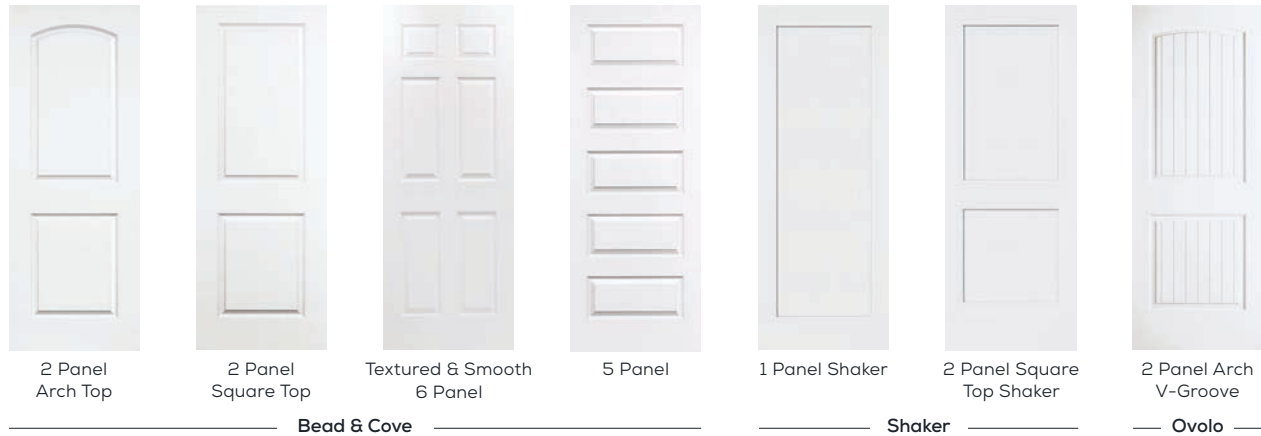 2 Panel
Arch Top
2 Panel
Square Top
Textured & Smooth
6 Panel
5 Panel
1 Panel Shaker
2 Panel Square
Top Shaker
2 Panel Arch
V-Groove
Bead & Cove
Shaker
Ovolo